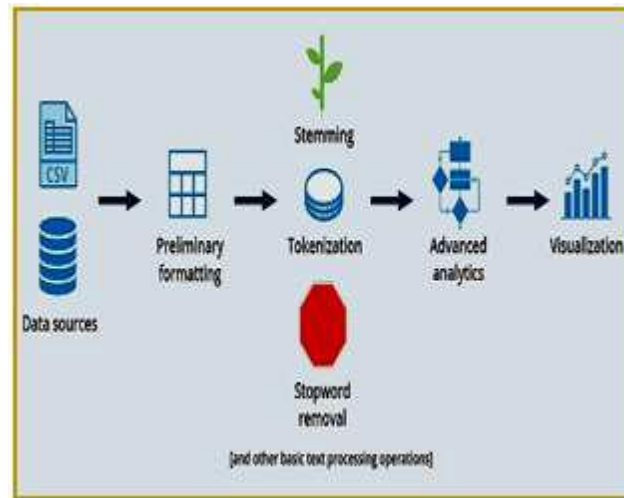 CSV
Data sources
Preliminary
formatting
Stemming
Tokenization
Stopword
removal
[and other basic text processing operations]
Advanced
analytics
Visualization